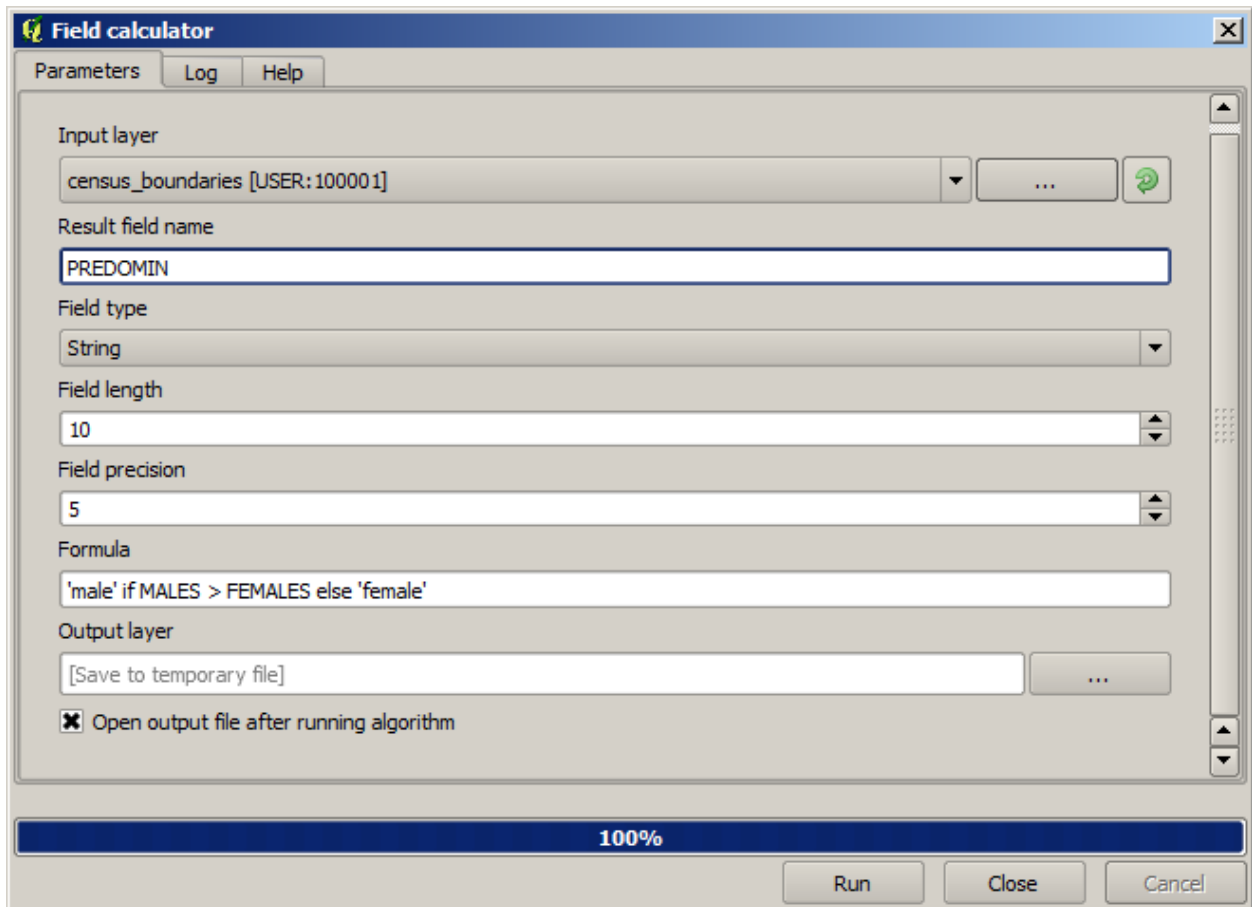 Field calculator
Parameters Log Help
Input layer
census_boundaries [USER:100001]
...
Result field name
PREDOMIN
Field type
String
Field length
10
Field precision
5
Formula
'male' if MALES > FEMALES else 'female'
Output layer
[Save to temporary file]
...
Open output file after running algorithm
100%
Run Close Cancel